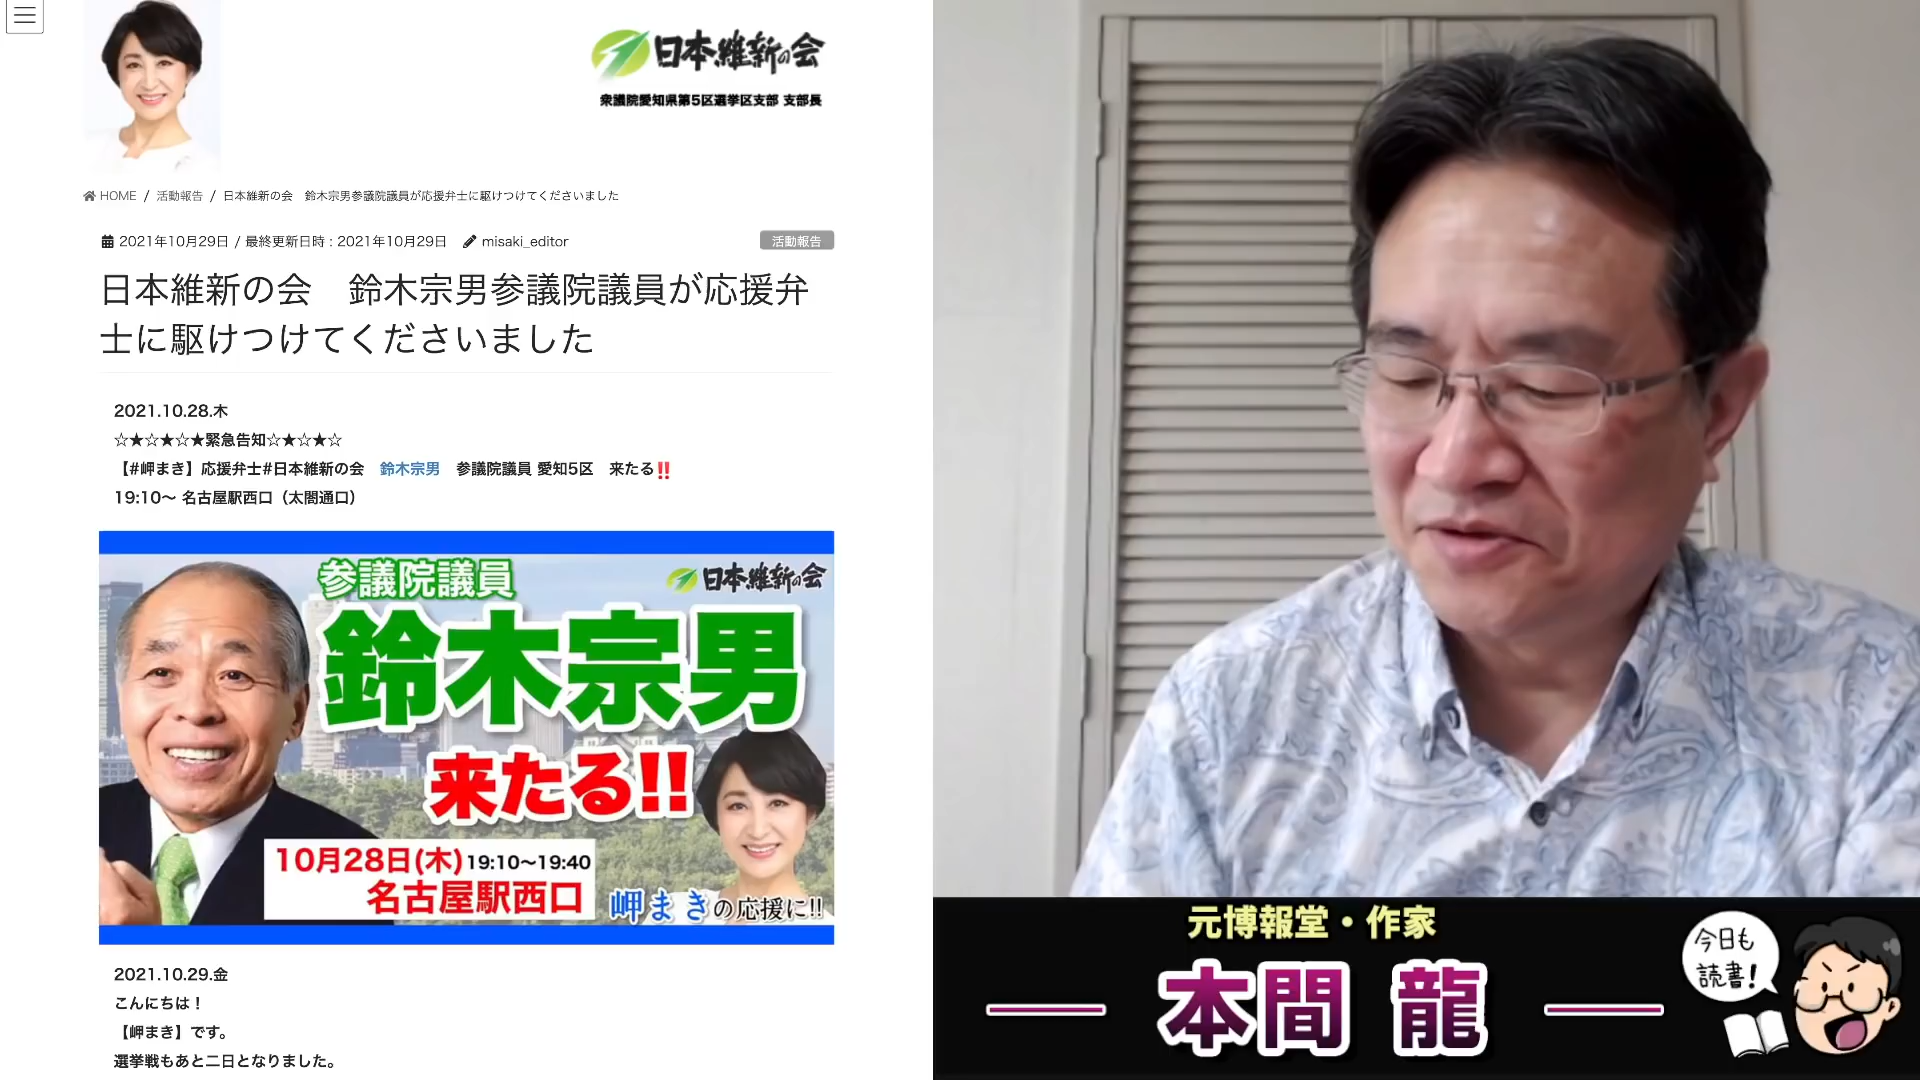 日本維新の会
衆議院愛知県第5区選挙区支部 支部長
HOME / 活動報告 / 日本維新の会　鈴木宗男参議院議員が応援弁士に駆けつけてくださいました
2021年10月29日 / 最終更新日時 : 2021年10月29日 misaki_editor
活動報告
日本維新の会　鈴木宗男参議院議員が応援弁
士に駆けつけてくださいました
2021.10.28.木
☆★☆★☆★緊急告知☆★☆★☆
【#岬まき】応援弁士#日本維新の会　鈴木宗男　参議院議員 愛知5区　来たる‼
19:10〜 名古屋駅西口（太閤通口）
参議院議員
日本維新の会
鈴木宗男
来たる!!
10月28日(木) 19:10〜19:40
名古屋駅西口
岬まきの応援に!!
2021.10.29.金
こんにちは！
【岬まき】です。
選挙戦もあと二日となりました。
元博報堂・作家
本間 龍
今日も
読書!